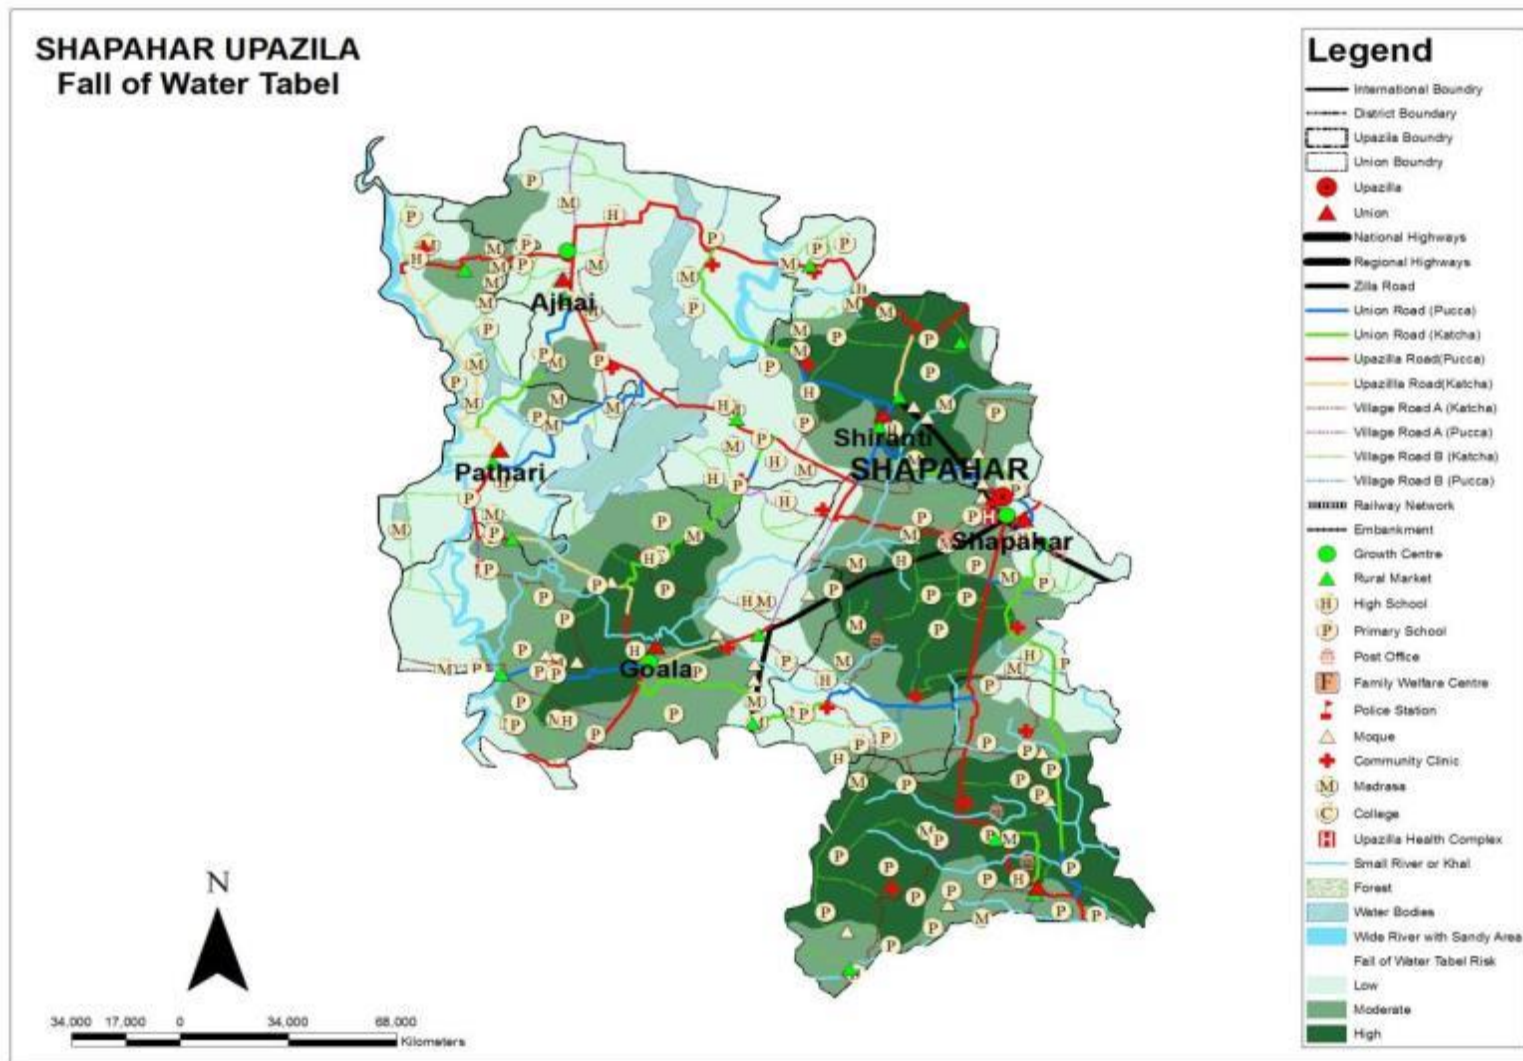 SHAPAHAR UPAZILA
Fall of Water Tabel
Ajhai
Shiranti
SHAPAHAR
Pathari
Shapahar
Goala
N
34,000 17,000 0 34,000 68,000
Kilometers
Legend
International Boundry
District Boundary
Upazila Boundry
Union Boundry
Upazilla
Union
National Highways
Regional Highways
Zilla Road
Union Road (Pucca)
Union Road (Katcha)
Upazilla Road(Pucca)
Upazillla Road(Katcha)
Village Road A (Katcha)
Village Road A (Pucca)
Village Road B (Katcha)
Village Road B (Pucca)
Railway Network
Embankment
Growth Centre
Rural Market
H High School
P Primary School
Post Office
F Family Welfare Centre
Police Station
Moque
Community Clinic
M Madrasa
C College
H Upazilla Health Complex
Small River or Khal
Forest
Water Bodies
Wide River with Sandy Area
Fall of Water Tabel Risk
Low
Moderate
High